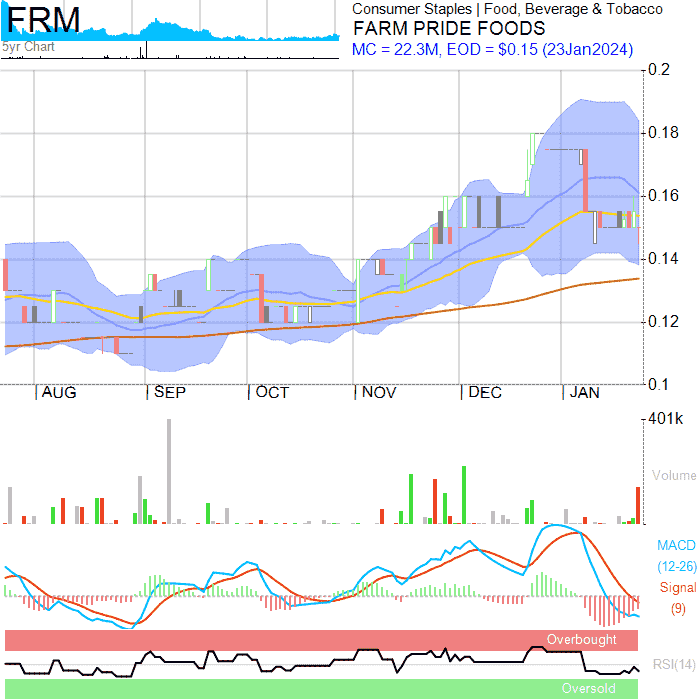 FRM
5yr Chart
Consumer Staples | Food, Beverage & Tobacco
FARM PRIDE FOODS
MC = 22.3M, EOD = $0.15 (23Jan2024)
0.2
0.18
0.16
0.14
0.12
0.1
AUG SEP OCT NOV DEC JAN
401k
Volume
MACD
(12-26)
Signal
(9)
Overbought
RSI(14)
Oversold